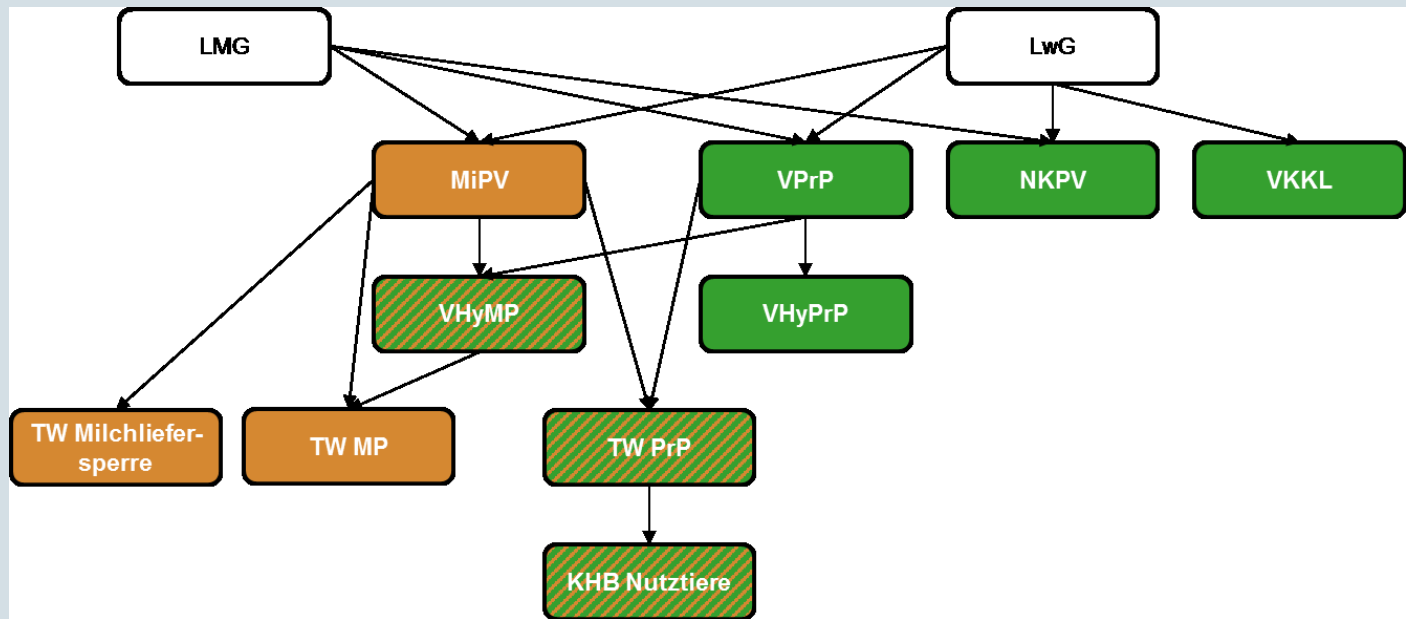 LMG
LwG
MiPV
VPrP
NKPV
VKKL
VHyMP
VHyPrP
TW Milchliefer-
sperre
TW MP
TW PrP
KHB Nutztiere